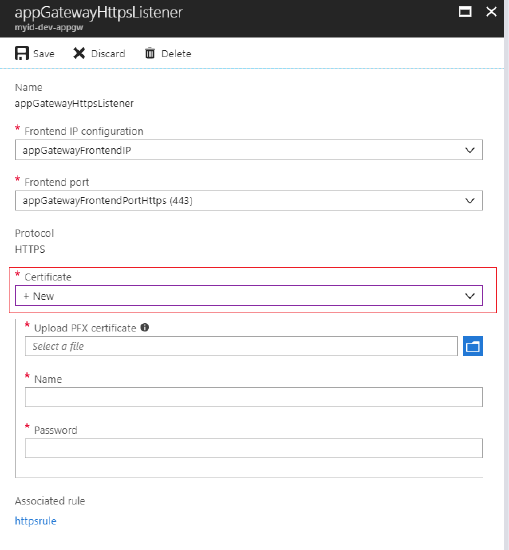 appGatewayHttpsListener
myid-dev-appgw
Save Discard Delete
Name
appGatewayHttpsListener
* Frontend IP configuration
appGatewayFrontendIP
* Frontend port
appGatewayFrontendPortHttps (443)
Protocol
HTTPS
* Certificate
+ New
* Upload PFX certificate
Select a file
* Name
* Password
Associated rule
httpsrule